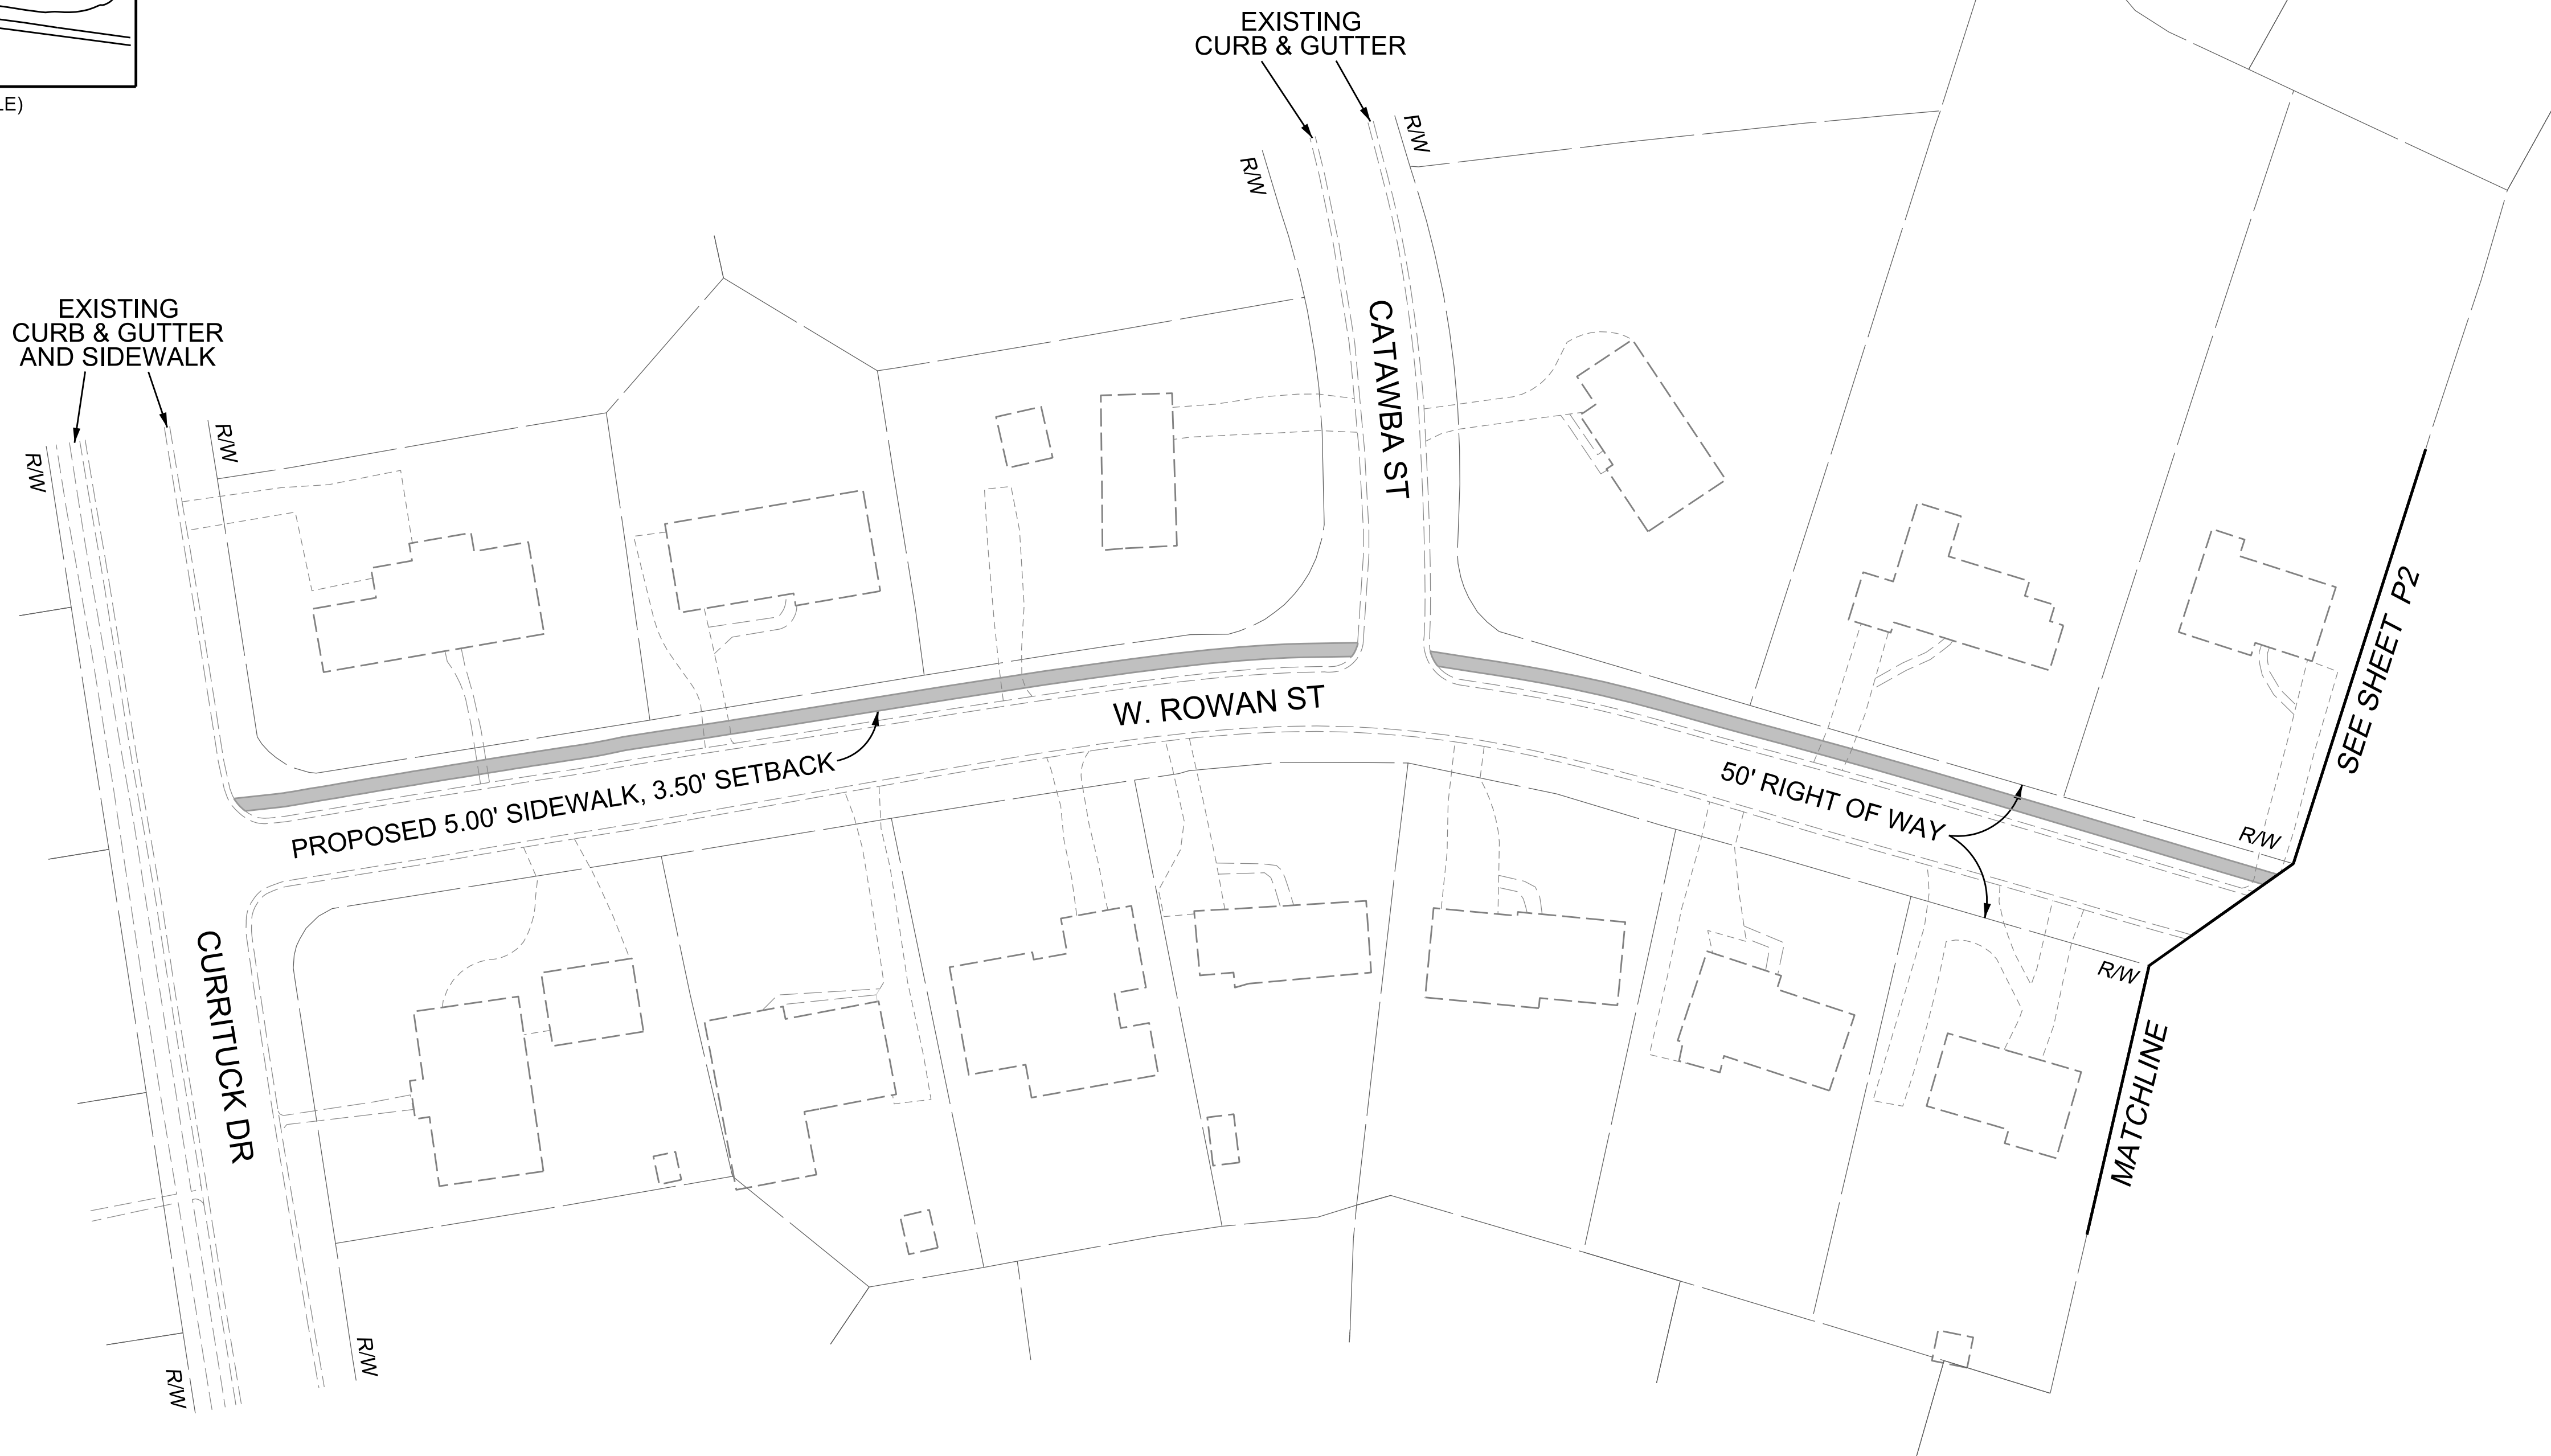 LE)
EXISTING
CURB & GUTTER
R/W
R/W
EXISTING
CURB & GUTTER
AND SIDEWALK
R/W
R/W
CATAWBA ST
SEE SHEET P2
W. ROWAN ST
PROPOSED 5.00' SIDEWALK, 3.50' SETBACK
50' RIGHT OF WAY
R/W
R/W
CURRITUCK DR
MATCHLINE
R/W
R/W